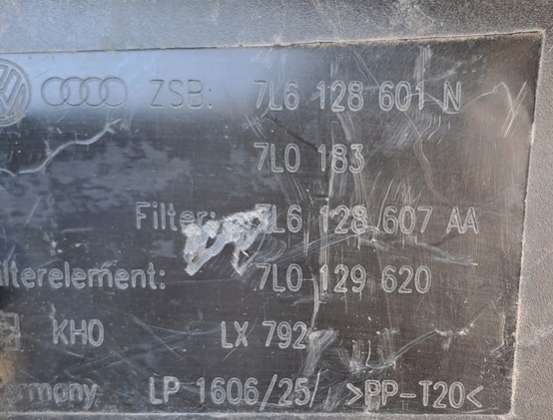 ZSB: 7L6 128 601 N
7L0 183
Filter: 7L6 128 607 AA
lterelement: 7L0 129 620
KH0 LX 792
rmony LP 1606/25/ >PP-T20<